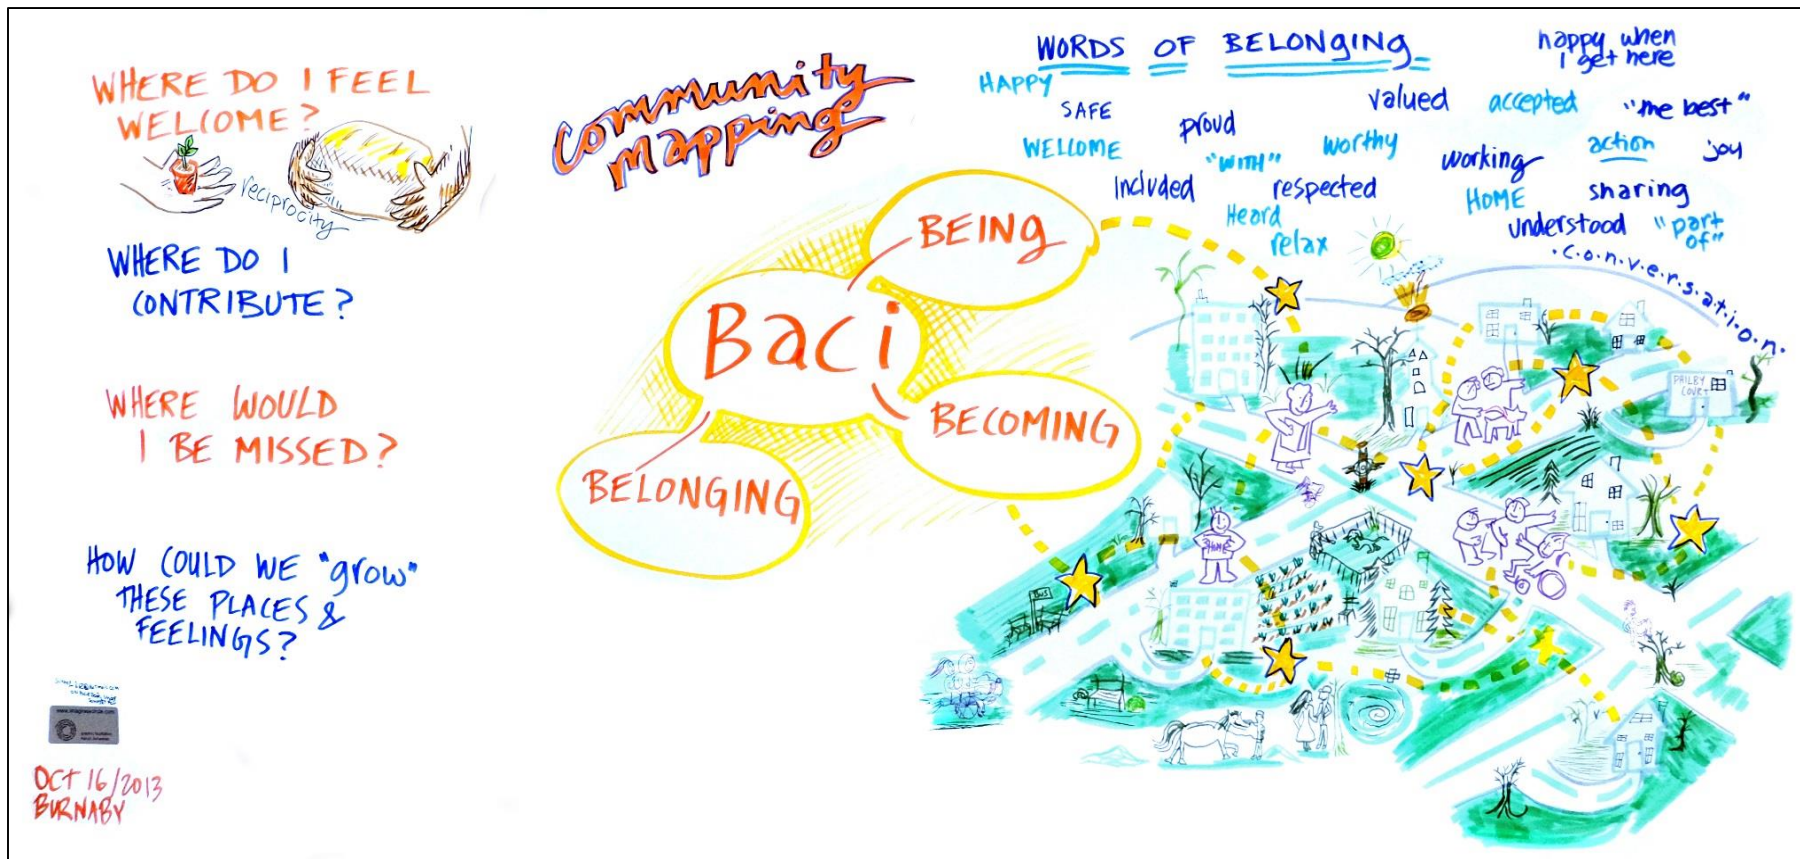 WHERE DO I FEEL
WELCOME?
reciprocity
WHERE DO I
CONTRIBUTE?
WHERE WOULD
I BE MISSED?
HOW COULD WE "grow"
THESE PLACES &
FEELINGS?
OCT 16/2013
BURNABY
Community
mapping
Baci
BEING
BECOMING
BELONGING
WORDS OF BELONGING
happy when
I get here
HAPPY
SAFE
valued
accepted
"me best"
proud
WELCOME
"WITH"
worthy
working
action
joy
included
respected
HOME
sharing
Heard
relax
understood
"part
of"
.c.o.n.v.e.r.s.a.t.i.o.n.
PHILBY
COURT
HOME
BUS